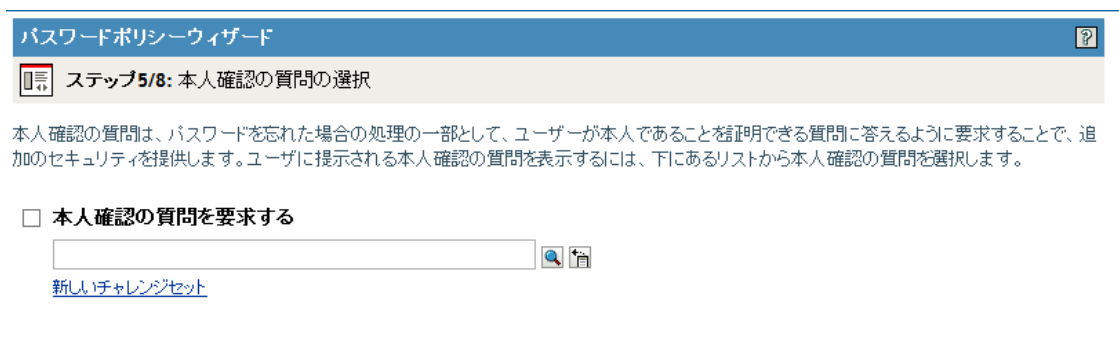 パスワードポリシーウィザード
ステップ5/8: 本人確認の質問の選択
本人確認の質問は、パスワードを忘れた場合の処理の一部として、ユーザーが本人であることを証明できる質問に答えるように要求することで、追
加のセキュリティを提供します。ユーザに提示される本人確認の質問を表示するには、下にあるリストから本人確認の質問を選択します。
本人確認の質問を要求する
新しいチャレンジセット